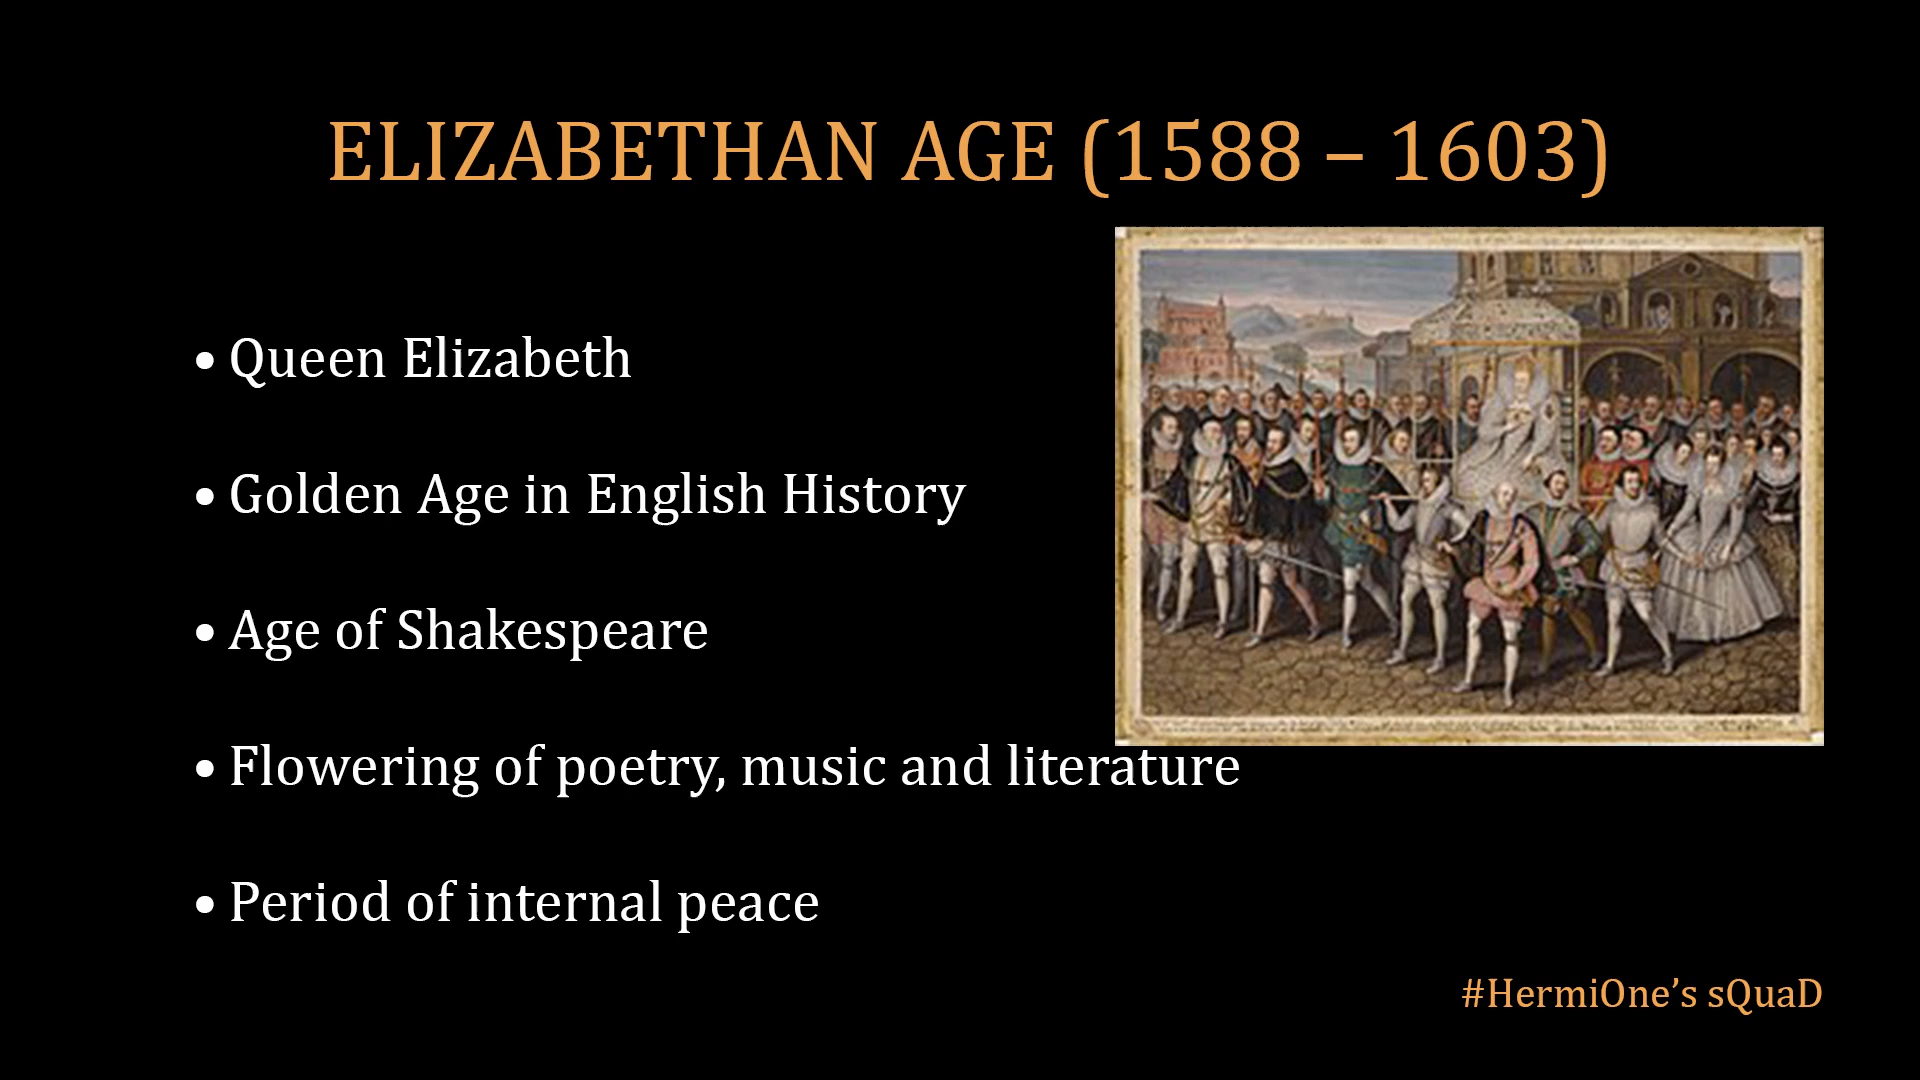 ELIZABETHAN AGE (1588 – 1603)
• Queen Elizabeth
• Golden Age in English History
• Age of Shakespeare
• Flowering of poetry, music and literature
• Period of internal peace
#HermiOne’s sQuaD